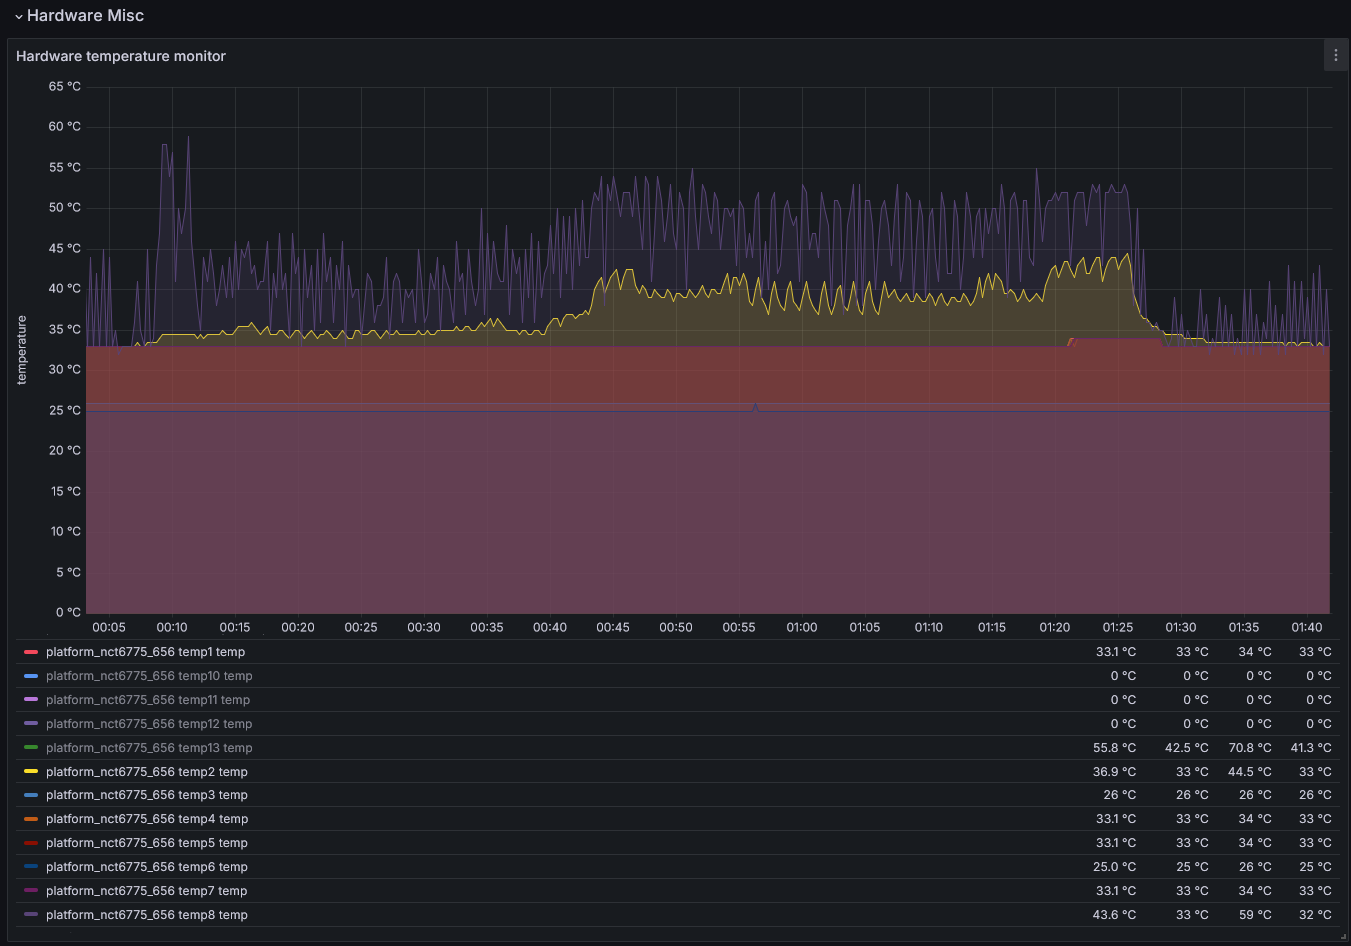 Hardware Misc
Hardware temperature monitor
65 °C
60 °C
55 °C
50 °C
45 °C
40 °C
35 °C
30 °C
25 °C
20 °C
15 °C
10 °C
5 °C
0 °C
temperature
00:05 00:10 00:15 00:20 00:25 00:30 00:35 00:40 00:45 00:50 00:55 01:00 01:05 01:10 01:15 01:20 01:25 01:30 01:35 01:40
platform_nct6775_656 temp1 temp 33.1 °C 33 °C 34 °C 33 °C
platform_nct6775_656 temp10 temp 0 °C 0 °C 0 °C 0 °C
platform_nct6775_656 temp11 temp 0 °C 0 °C 0 °C 0 °C
platform_nct6775_656 temp12 temp 0 °C 0 °C 0 °C 0 °C
platform_nct6775_656 temp13 temp 55.8 °C 42.5 °C 70.8 °C 41.3 °C
platform_nct6775_656 temp2 temp 36.9 °C 33 °C 44.5 °C 33 °C
platform_nct6775_656 temp3 temp 26 °C 26 °C 26 °C 26 °C
platform_nct6775_656 temp4 temp 33.1 °C 33 °C 34 °C 33 °C
platform_nct6775_656 temp5 temp 33.1 °C 33 °C 34 °C 33 °C
platform_nct6775_656 temp6 temp 25.0 °C 25 °C 26 °C 25 °C
platform_nct6775_656 temp7 temp 33.1 °C 33 °C 34 °C 33 °C
platform_nct6775_656 temp8 temp 43.6 °C 33 °C 59 °C 32 °C